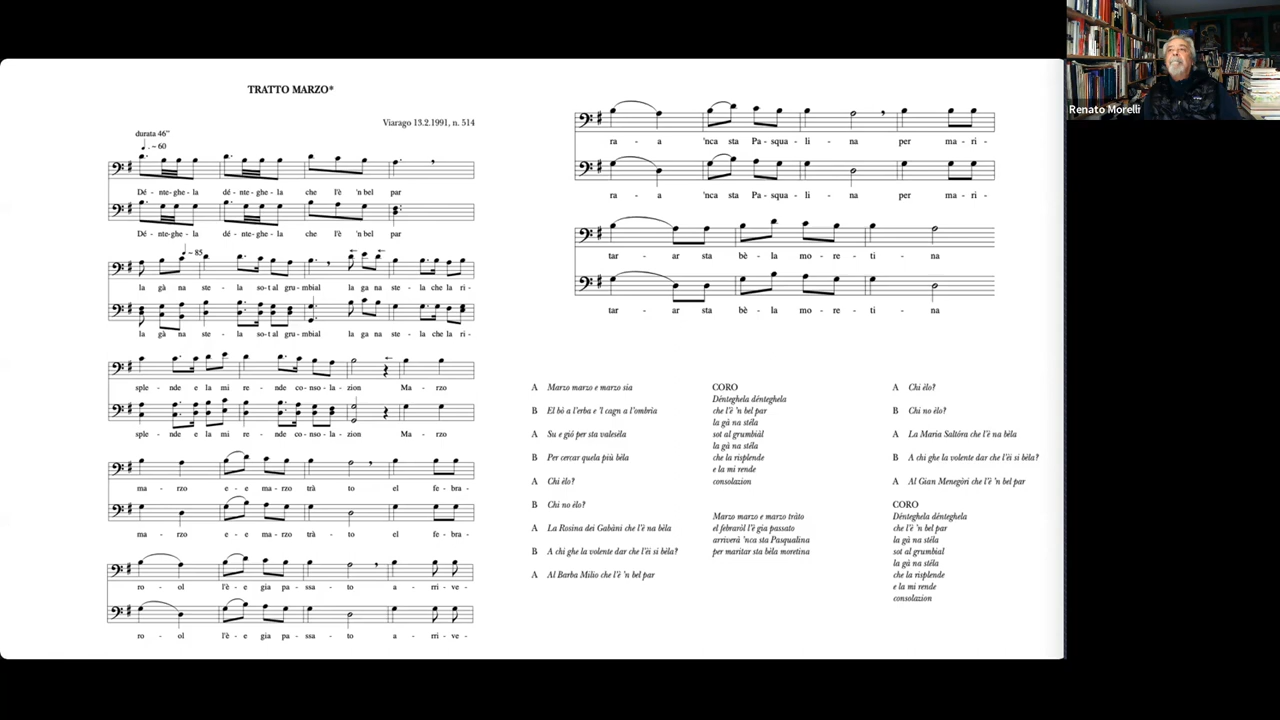 TRATTO MARZO*
Viarago 13.2.1991, n. 514
durata 46"
♩. ~ 60
Dé - nte-ghe-la dé-nte-ghe-la che l'è 'n bel par
Dé - nte-ghe-la dé-nte-ghe-la che l'è 'n bel par
♩ ~ 85
la gà na ste - la so-t al gru-mbial la ga na ste - la che la ri-
la gà na ste - la so-t al gru-mbial la ga na ste - la che la ri-
sple - nde e la mi re - nde co-nso-la-zion Ma - rzo
sple - nde e la mi re - nde co-nso-la-zion Ma - rzo
ma - rzo e - e ma-rzo trà - to el fe-bra-
ma - rzo e - e ma-rzo trà - to el fe-bra-
ro - ol l'è - e gia pa-ssa - to a - rri-ve-
ro - ol l'è - e gia pa-ssa - to a - rri-ve-
ra - a 'nca sta Pa-squa-li - na per ma-ri-
ra - a 'nca sta Pa-squa-li - na per ma-ri-
tar - ar sta bè - la mo-re - ti - na
tar - ar sta bè - la mo-re - ti - na
A Marzo marzo e marzo sia
B El bò a l'erba e 'l cagn a l'ombria
A Su e gió per sta valeséla
B Per cercar quela più bèla
A Chi élo?
B Chi no élo?
A La Rosina dei Gabàni che l'è na bèla
B A chi ghe la volente dar che l'éi si bèla?
A Al Barba Milio che l'è 'n bel par
CORO
Dénteghela dénteghela
che l'è 'n bel par
la gà na stéla
sot al grumbiàl
la gà na stéla
che la risplende
e la mi rende
consolazion
Marzo marzo e marzo tràto
el febraról l'è gia passato
arriverà 'nca sta Pasqualina
per maritar sta bèla moretina
A Chi élo?
B Chi no élo?
A La Maria Saltóra che l'è na bèla
B A chi ghe la volente dar che l'éi si bèla?
A Al Gian Menegòri che l'è 'n bel par
CORO
Dénteghela dénteghela
che l'è 'n bel par
la gà na stéla
sot al grumbial
la gà na stéla
che la risplende
e la mi rende
consolazion
Renato Morelli